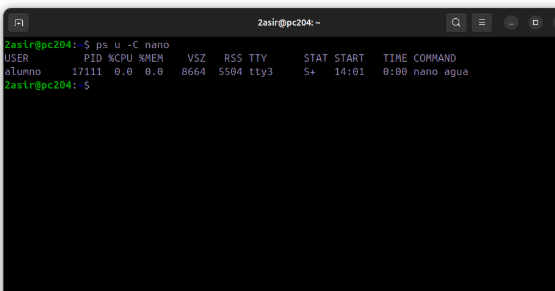 2asir@pc204: ~
2asir@pc204:~$ ps u -C nano
USER         PID %CPU %MEM    VSZ   RSS TTY      STAT START   TIME COMMAND
alumno     17111  0.0  0.0   8664  5504 tty3     S+   14:01   0:00 nano agua
2asir@pc204:~$